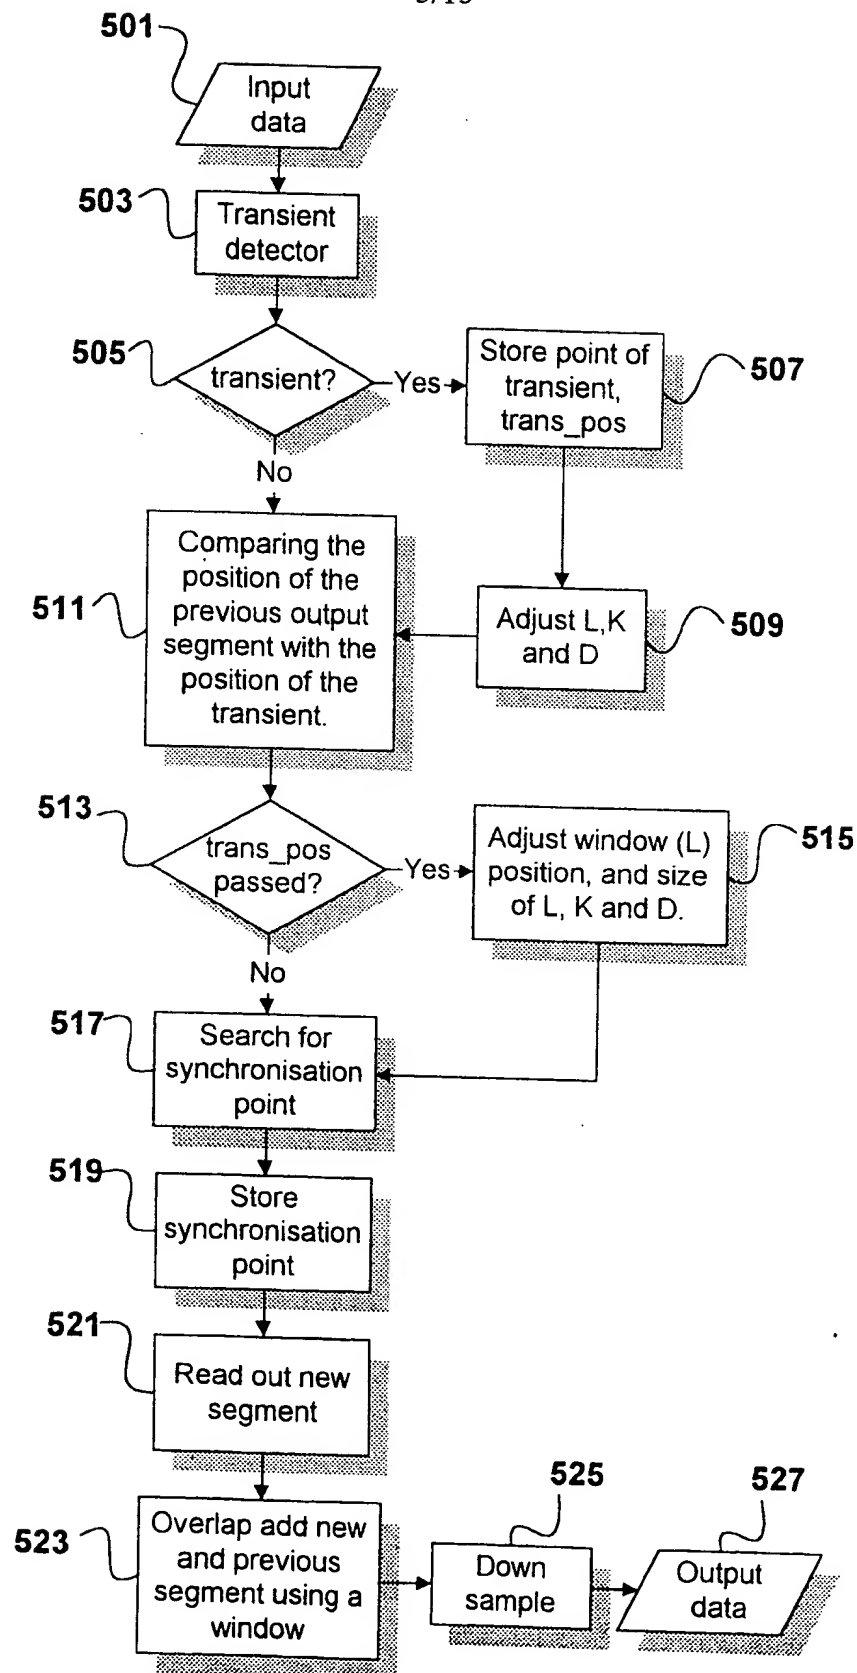 501
Input
data
503
Transient
detector
505
transient?
Yes
Store point of
transient,
trans_pos
507
No
511
Comparing the
position of the
previous output
segment with the
position of the
transient.
Adjust L,K
and D
509
513
trans_pos
passed?
Yes
Adjust window (L)
position, and size
of L, K and D.
515
No
517
Search for
synchronisation
point
519
Store
synchronisation
point
521
Read out new
segment
523
Overlap add new
and previous
segment using a
window
525
Down
sample
527
Output
data